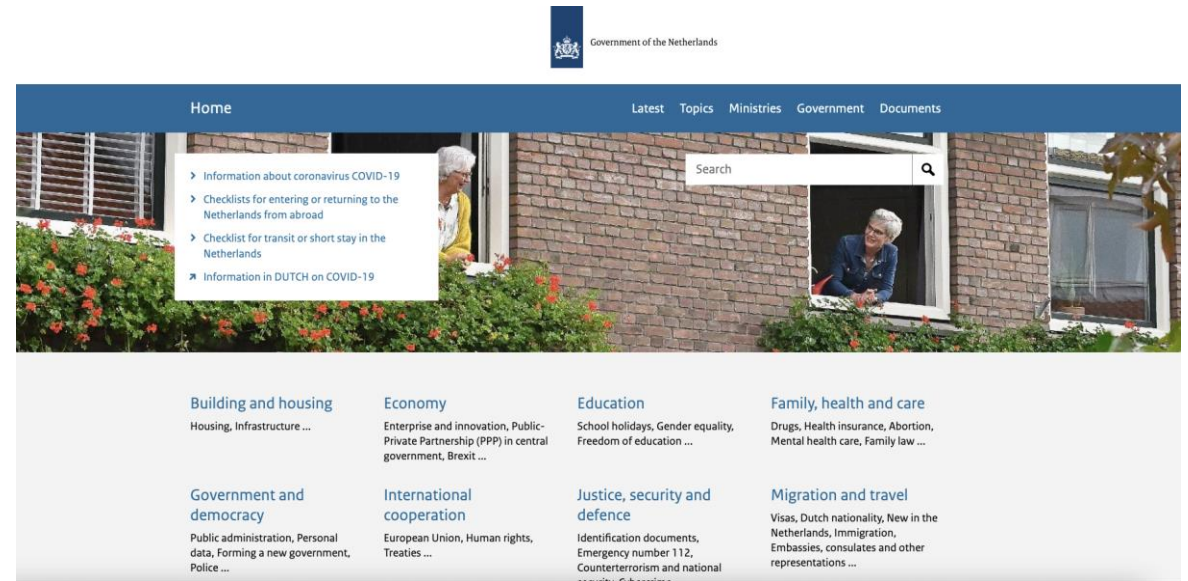 Government of the Netherlands
Home
Latest Topics Ministries Government Documents
Information about coronavirus COVID-19
Checklists for entering or returning to the
Netherlands from abroad
Checklist for transit or short stay in the
Netherlands
Information in DUTCH on COVID-19
Search
Building and housing
Housing, Infrastructure ...
Economy
Enterprise and innovation, Public-
Private Partnership (PPP) in central
government, Brexit ...
Education
School holidays, Gender equality,
Freedom of education ...
Family, health and care
Drugs, Health insurance, Abortion,
Mental health care, Family law ...
Government and
democracy
Public administration, Personal
data, Forming a new government,
Police ...
International
cooperation
European Union, Human rights,
Treaties ...
Justice, security and
defence
Identification documents,
Emergency number 112,
Counterterrorism and national
security, Cybercrime
Migration and travel
Visas, Dutch nationality, New in the
Netherlands, Immigration,
Embassies, consulates and other
representations ...